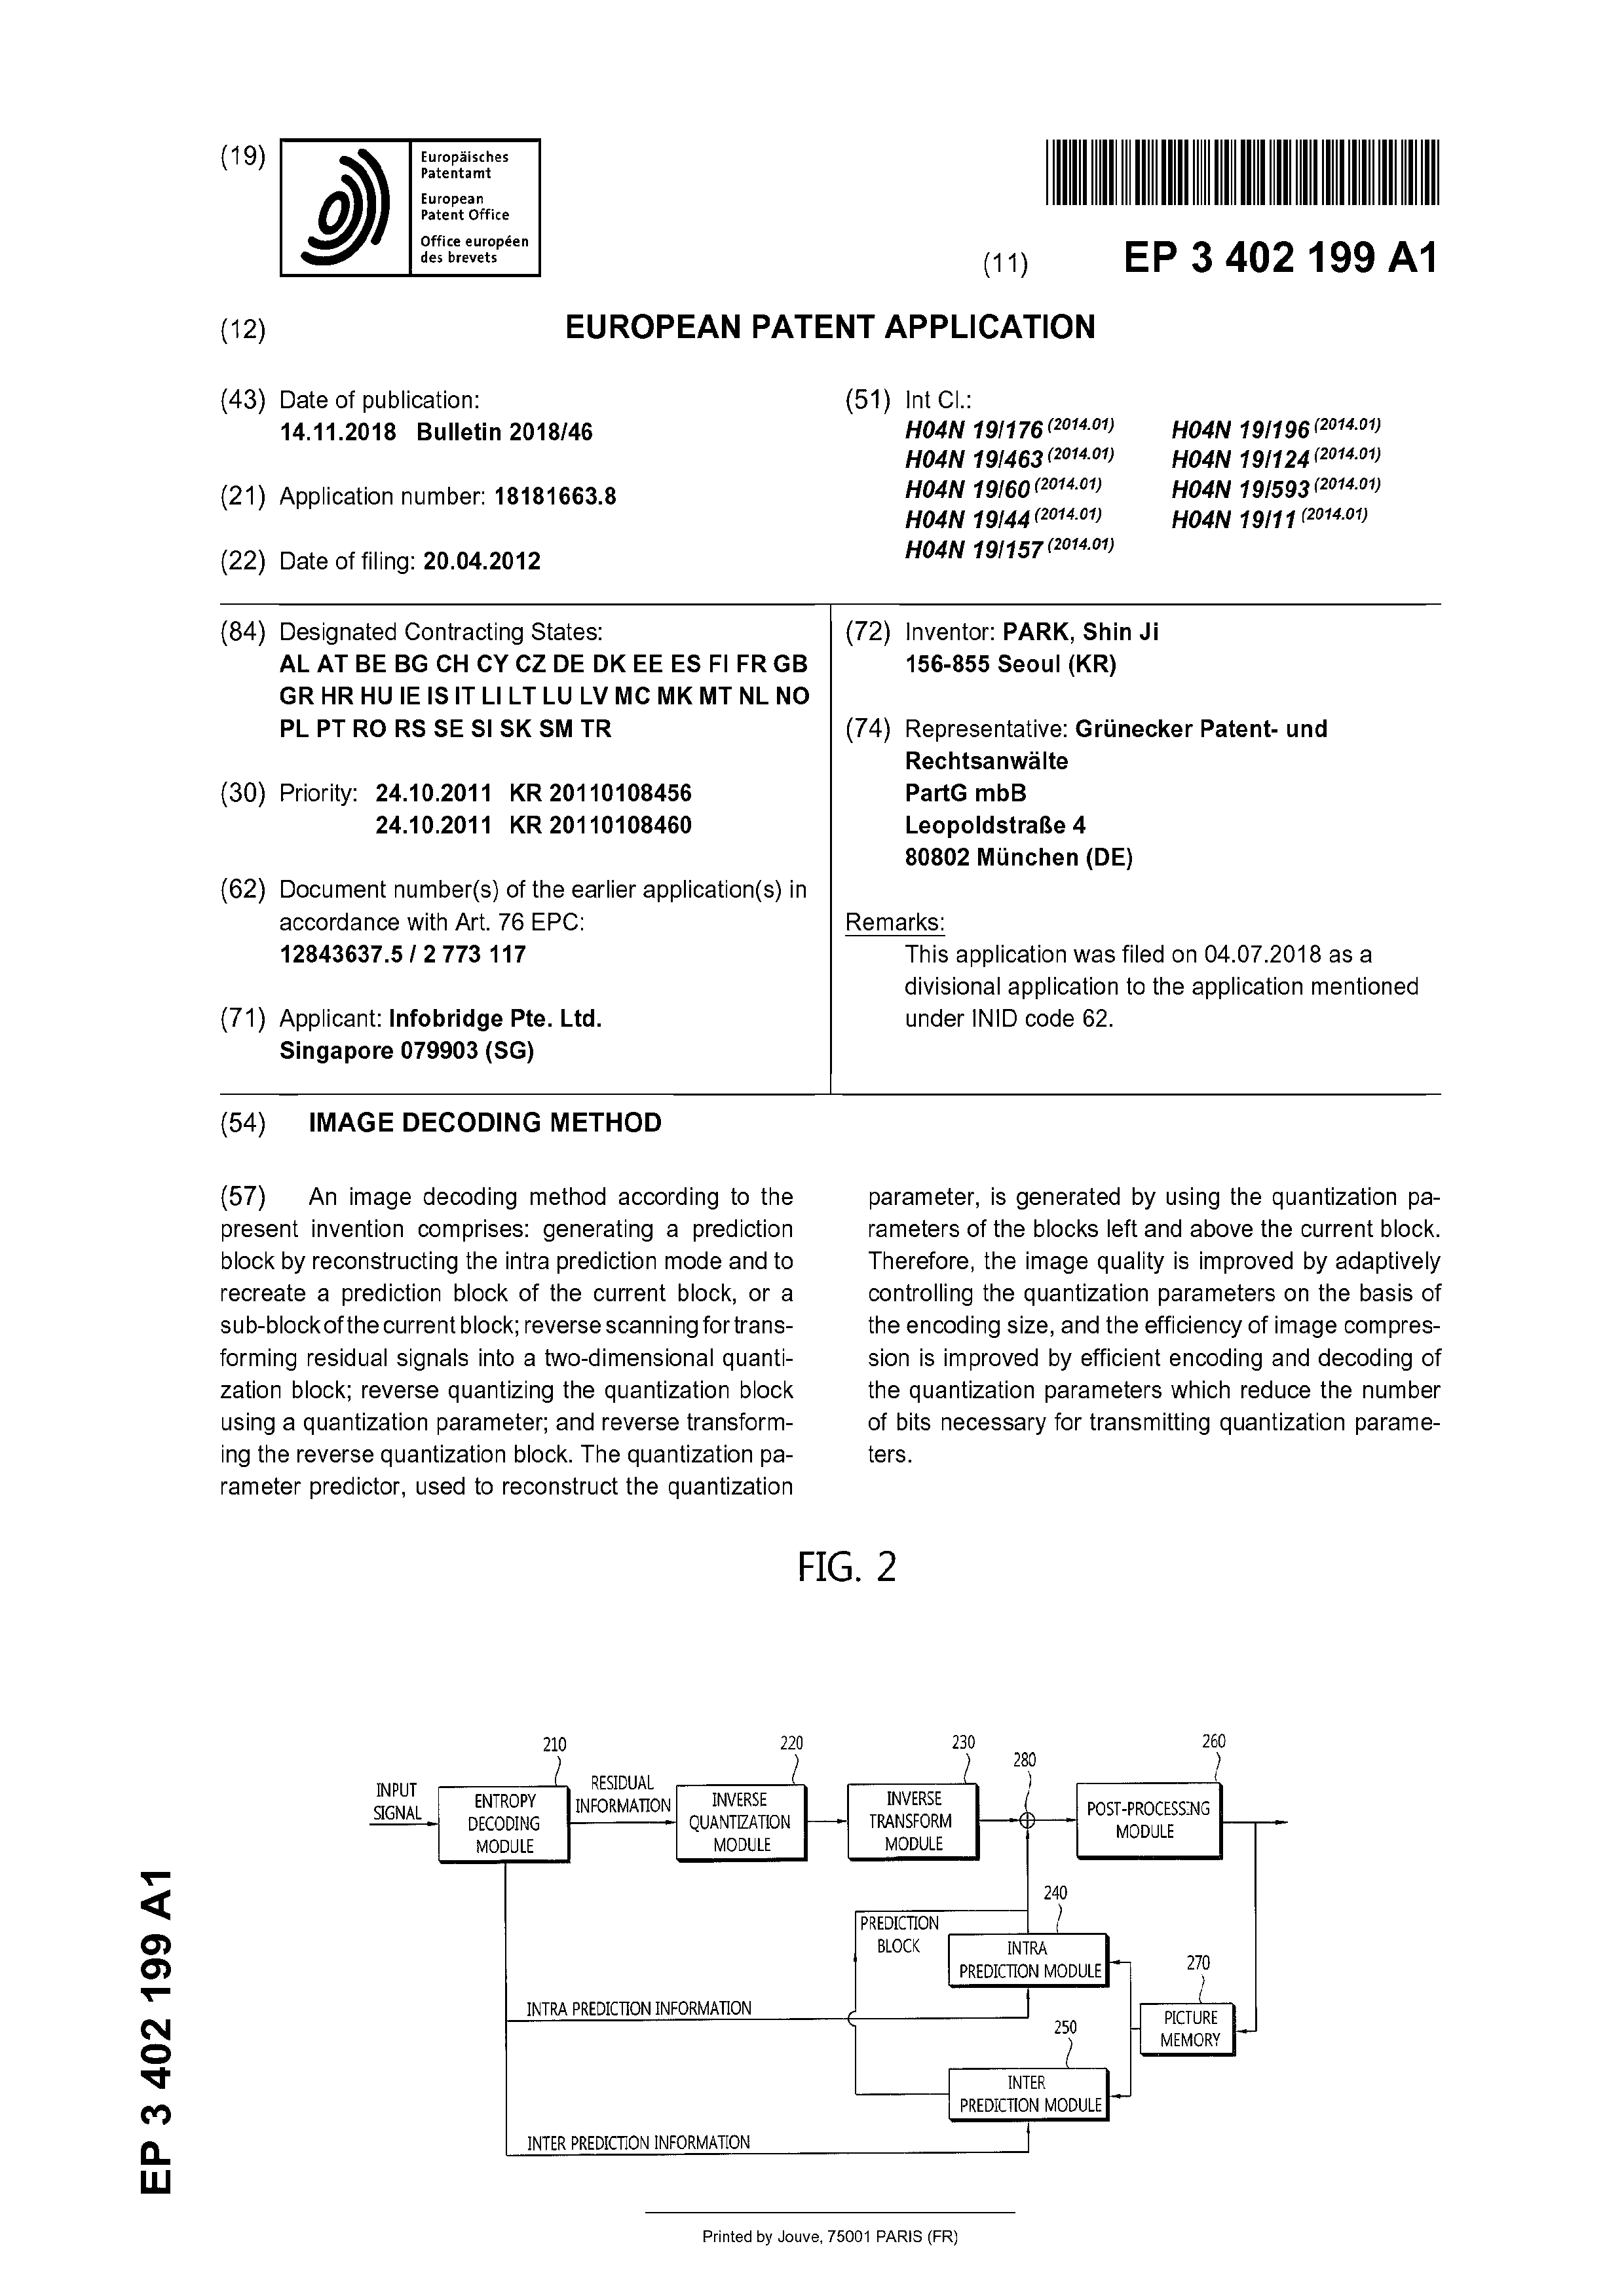 (19)
Europäisches
Patentamt
European
Patent Office
Office européen
des brevets
(11) EP 3 402 199 A1
(12) EUROPEAN PATENT APPLICATION
(43) Date of publication:
14.11.2018 Bulletin 2018/46
(21) Application number: 18181663.8
(22) Date of filing: 20.04.2012
(51) Int Cl.:
H04N 19/176 (2014.01) H04N 19/196 (2014.01)
H04N 19/463 (2014.01) H04N 19/124 (2014.01)
H04N 19/60 (2014.01) H04N 19/593 (2014.01)
H04N 19/44 (2014.01) H04N 19/11 (2014.01)
H04N 19/157 (2014.01)
(84) Designated Contracting States:
AL AT BE BG CH CY CZ DE DK EE ES FI FR GB
GR HR HU IE IS IT LI LT LU LV MC MK MT NL NO
PL PT RO RS SE SI SK SM TR
(30) Priority: 24.10.2011 KR 20110108456
24.10.2011 KR 20110108460
(62) Document number(s) of the earlier application(s) in
accordance with Art. 76 EPC:
12843637.5 / 2 773 117
(71) Applicant: Infobridge Pte. Ltd.
Singapore 079903 (SG)
(72) Inventor: PARK, Shin Ji
156-855 Seoul (KR)
(74) Representative: Grünecker Patent- und
Rechtsanwälte
PartG mbB
Leopoldstraße 4
80802 München (DE)
Remarks:
This application was filed on 04.07.2018 as a
divisional application to the application mentioned
under INID code 62.
(54) IMAGE DECODING METHOD
(57) An image decoding method according to the
present invention comprises: generating a prediction
block by reconstructing the intra prediction mode and to
recreate a prediction block of the current block, or a
sub-block of the current block; reverse scanning for trans-
forming residual signals into a two-dimensional quanti-
zation block; reverse quantizing the quantization block
using a quantization parameter; and reverse transform-
ing the reverse quantization block. The quantization pa-
rameter predictor, used to reconstruct the quantization
parameter, is generated by using the quantization pa-
rameters of the blocks left and above the current block.
Therefore, the image quality is improved by adaptively
controlling the quantization parameters on the basis of
the encoding size, and the efficiency of image compres-
sion is improved by efficient encoding and decoding of
the quantization parameters which reduce the number
of bits necessary for transmitting quantization parame-
ters.
FIG. 2
210
220
230
280
260
INPUT
SIGNAL
ENTROPY
DECODING
MODULE
RESIDUAL
INFORMATION
INVERSE
QUANTIZATION
MODULE
INVERSE
TRANSFORM
MODULE
POST-PROCESSING
MODULE
240
PREDICTION
BLOCK
INTRA
PREDICTION MODULE
270
PICTURE
MEMORY
INTRA PREDICTION INFORMATION
250
INTER
PREDICTION MODULE
INTER PREDICTION INFORMATION
EP 3 402 199 A1
Printed by Jouve, 75001 PARIS (FR)